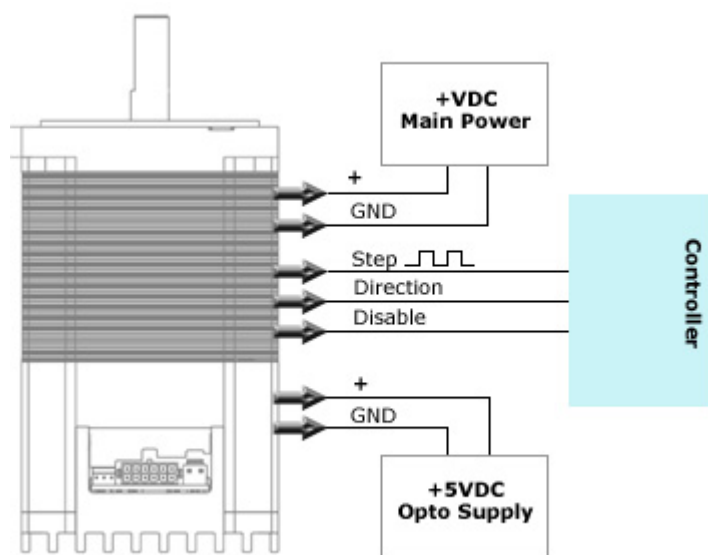 +VDC
Main Power
+
GND
Step
Direction
Disable
Controller
+
GND
+5VDC
Opto Supply